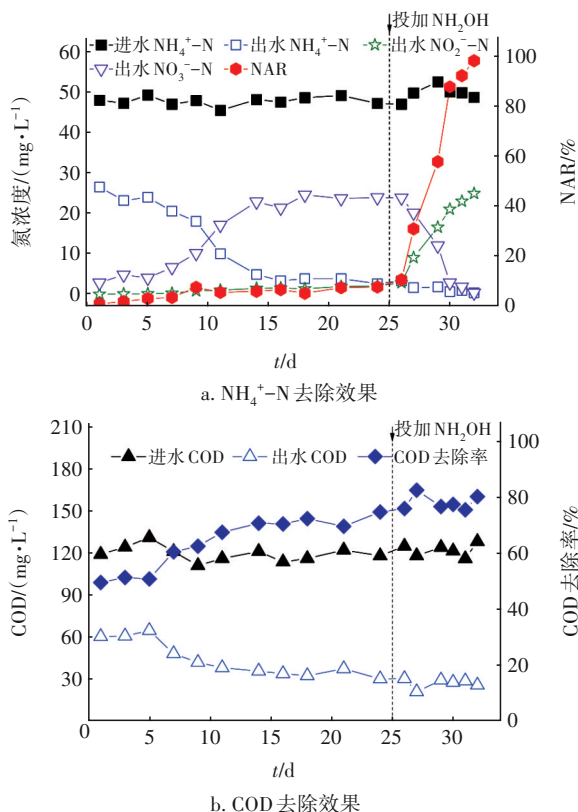 投加 NH₂OH
进水 NH₄⁺-N 出水 NH₄⁺-N 出水 NO₂⁻-N
出水 NO₃⁻-N NAR
氮浓度/(mg·L⁻¹)
60
50
40
30
20
10
0
100
80
60
40
20
0
NAR/%
0 5 10 15 20 25 30
t/d
a. NH₄⁺-N 去除效果
投加 NH₂OH
进水 COD 出水 COD COD 去除率
COD/(mg·L⁻¹)
210
180
150
120
90
60
30
100
80
60
40
20
0
COD 去除率/%
0 5 10 15 20 25 30
t/d
b. COD 去除效果